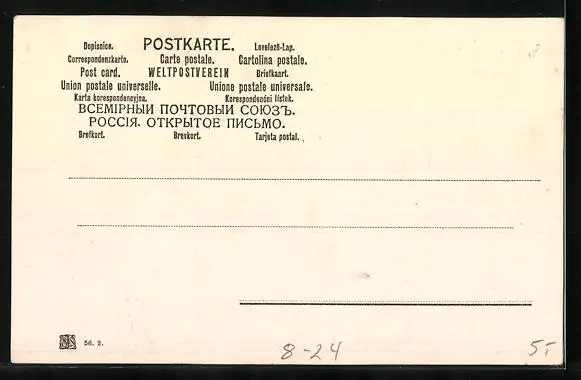 Dopisnice. POSTKARTE. Levelező-Lap.
Correspondenzkarte. Carte postale. Cartolina postale.
Post card. WELTPOSTVEREIN Briefkaart.
Union postale universelle. Unione postale universale.
Karta korespondencyjna. Korespondenční lístek.
ВСЕМІРНЫЙ ПОЧТОВЫЙ СОЮЗЪ.
РОССІЯ. ОТКРЫТОЕ ПИСЬМО.
Brefkort. Brevkort. Tarjeta postal.
56. 2.
8-24
5,-